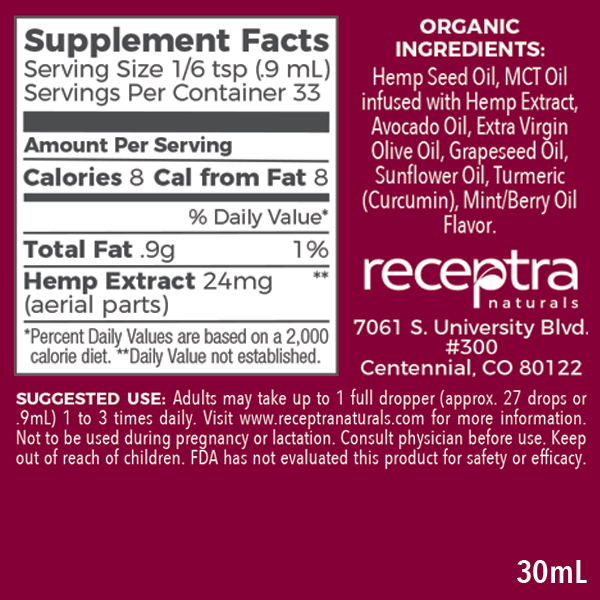 Supplement Facts
Serving Size 1/6 tsp (.9 mL)
Servings Per Container 33
Amount Per Serving
Calories 8 Cal from Fat 8
% Daily Value*
Total Fat .9g 1%
Hemp Extract 24mg **
(aerial parts)
*Percent Daily Values are based on a 2,000
calorie diet. **Daily Value not established.
ORGANIC
INGREDIENTS:
Hemp Seed Oil, MCT Oil
infused with Hemp Extract,
Avocado Oil, Extra Virgin
Olive Oil, Grapeseed Oil,
Sunflower Oil, Turmeric
(Curcumin), Mint/Berry Oil
Flavor.
receptra
naturals
7061 S. University Blvd.
#300
Centennial, CO 80122
SUGGESTED USE: Adults may take up to 1 full dropper (approx. 27 drops or
.9mL) 1 to 3 times daily. Visit www.receptranaturals.com for more information.
Not to be used during pregnancy or lactation. Consult physician before use. Keep
out of reach of children. FDA has not evaluated this product for safety or efficacy.
30mL